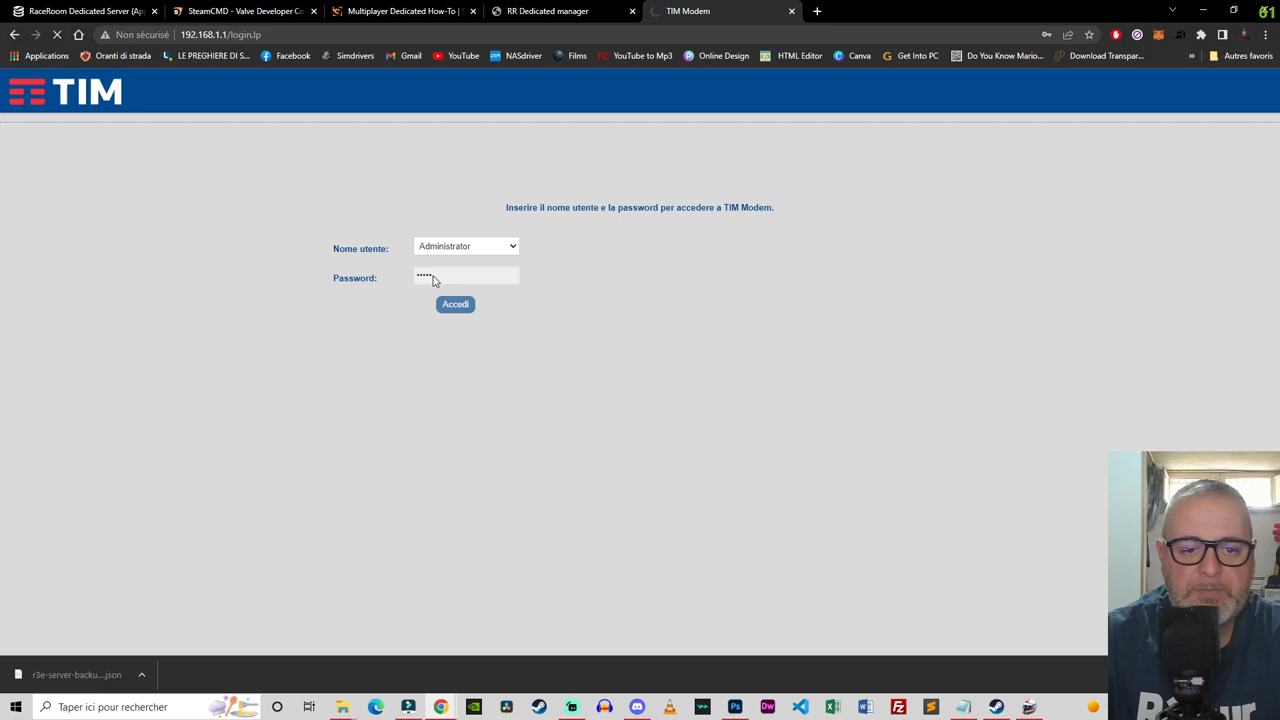 RaceRoom Dedicated Server (Ap
SteamCMD - Valve Developer Co
Multiplayer Dedicated How-To |
RR Dedicated manager
TIM Modem
61
Non sécurisé
192.168.1.1/login.lp
Applications
Oranti di strada
LE PREGHIERE DI S...
Facebook
Simdrivers
Gmail
YouTube
NASdriver
Films
YouTube to Mp3
Online Design
HTML Editor
Canva
Get Into PC
Do You Know Mario...
Download Transpar...
»
Autres favoris
TIM
Inserire il nome utente e la password per accedere a TIM Modem.
Nome utente:
Administrator
Password:
•••••
Accedi
r3e-server-backu....json
Taper ici pour rechercher